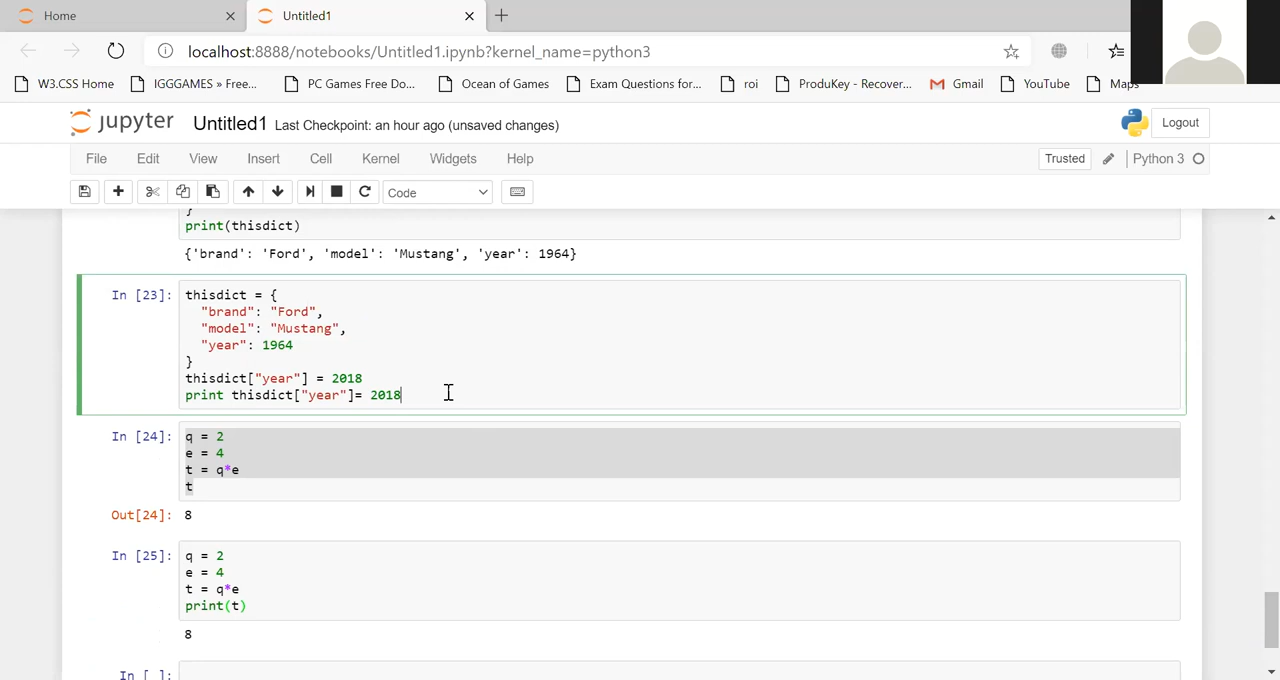 Home
Untitled1
localhost:8888/notebooks/Untitled1.ipynb?kernel_name=python3
W3.CSS Home IGGGAMES » Free... PC Games Free Do... Ocean of Games Exam Questions for... roi ProduKey - Recover... Gmail YouTube Maps
jupyter Untitled1 Last Checkpoint: an hour ago (unsaved changes) Logout
File Edit View Insert Cell Kernel Widgets Help Trusted Python 3
Code
}
print(thisdict)
{'brand': 'Ford', 'model': 'Mustang', 'year': 1964}
In [23]: thisdict = {
"brand": "Ford",
"model": "Mustang",
"year": 1964
}
thisdict["year"] = 2018
print thisdict["year"]= 2018
In [24]: q = 2
e = 4
t = q*e
t
Out[24]: 8
In [25]: q = 2
e = 4
t = q*e
print(t)
8
In [ ]: